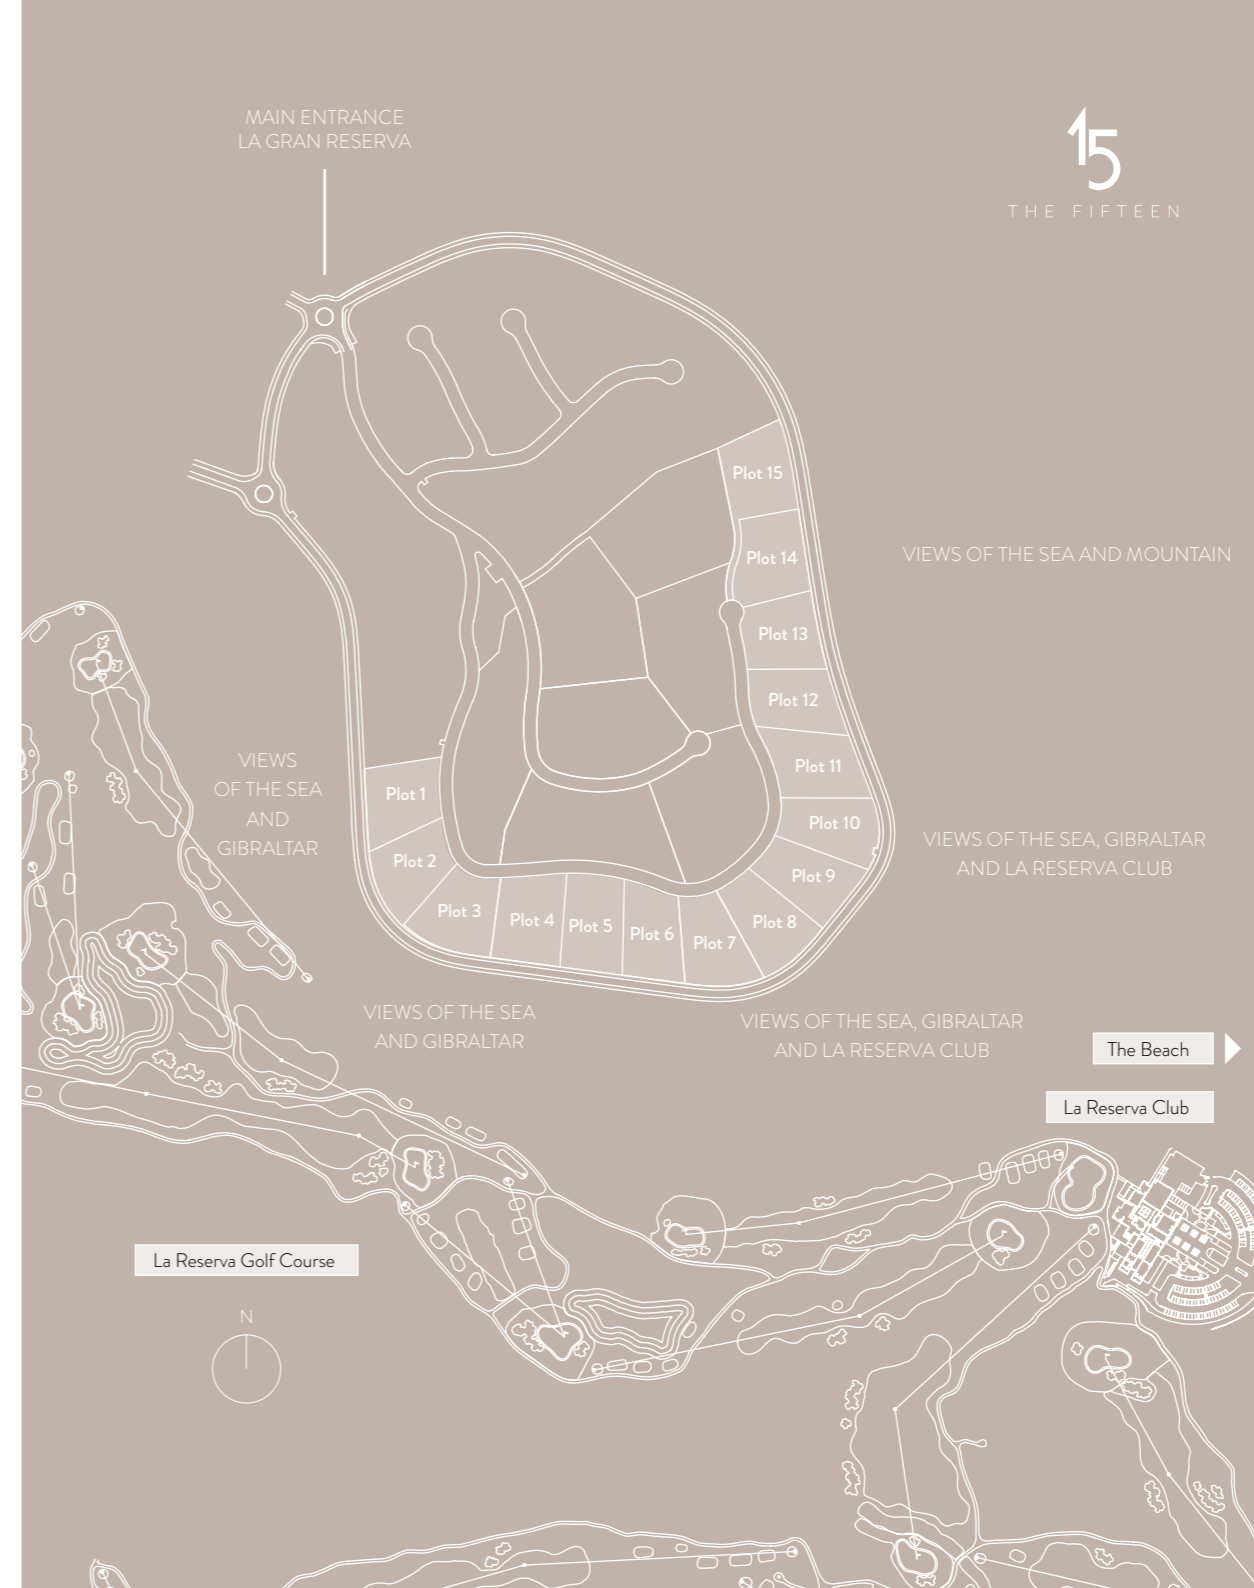 MAIN ENTRANCE
LA GRAN RESERVA
15
THE FIFTEEN
Plot 15
Plot 14
VIEWS OF THE SEA AND MOUNTAIN
Plot 13
Plot 12
Plot 11
Plot 10
Plot 9
Plot 8
Plot 7
Plot 6
Plot 5
Plot 4
Plot 3
Plot 2
Plot 1
VIEWS
OF THE SEA
AND
GIBRALTAR
VIEWS OF THE SEA, GIBRALTAR
AND LA RESERVA CLUB
VIEWS OF THE SEA
AND GIBRALTAR
VIEWS OF THE SEA, GIBRALTAR
AND LA RESERVA CLUB
The Beach
La Reserva Club
La Reserva Golf Course
N